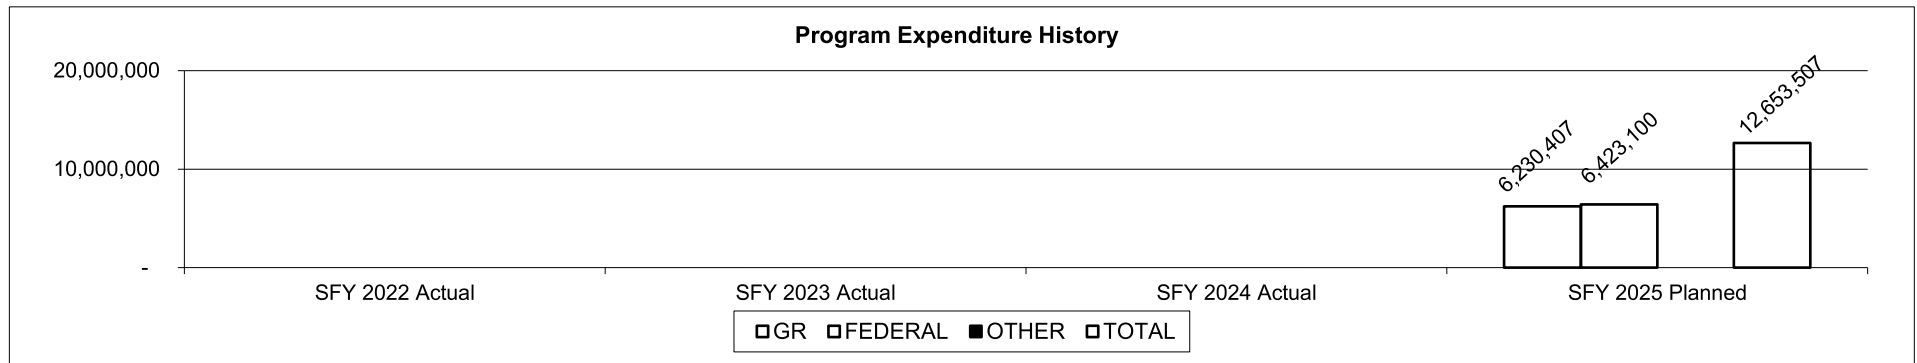 Program Expenditure History
20,000,000
10,000,000
-
6,230,407
6,423,100
12,653,507
SFY 2022 Actual
SFY 2023 Actual
SFY 2024 Actual
SFY 2025 Planned
GR FEDERAL OTHER TOTAL